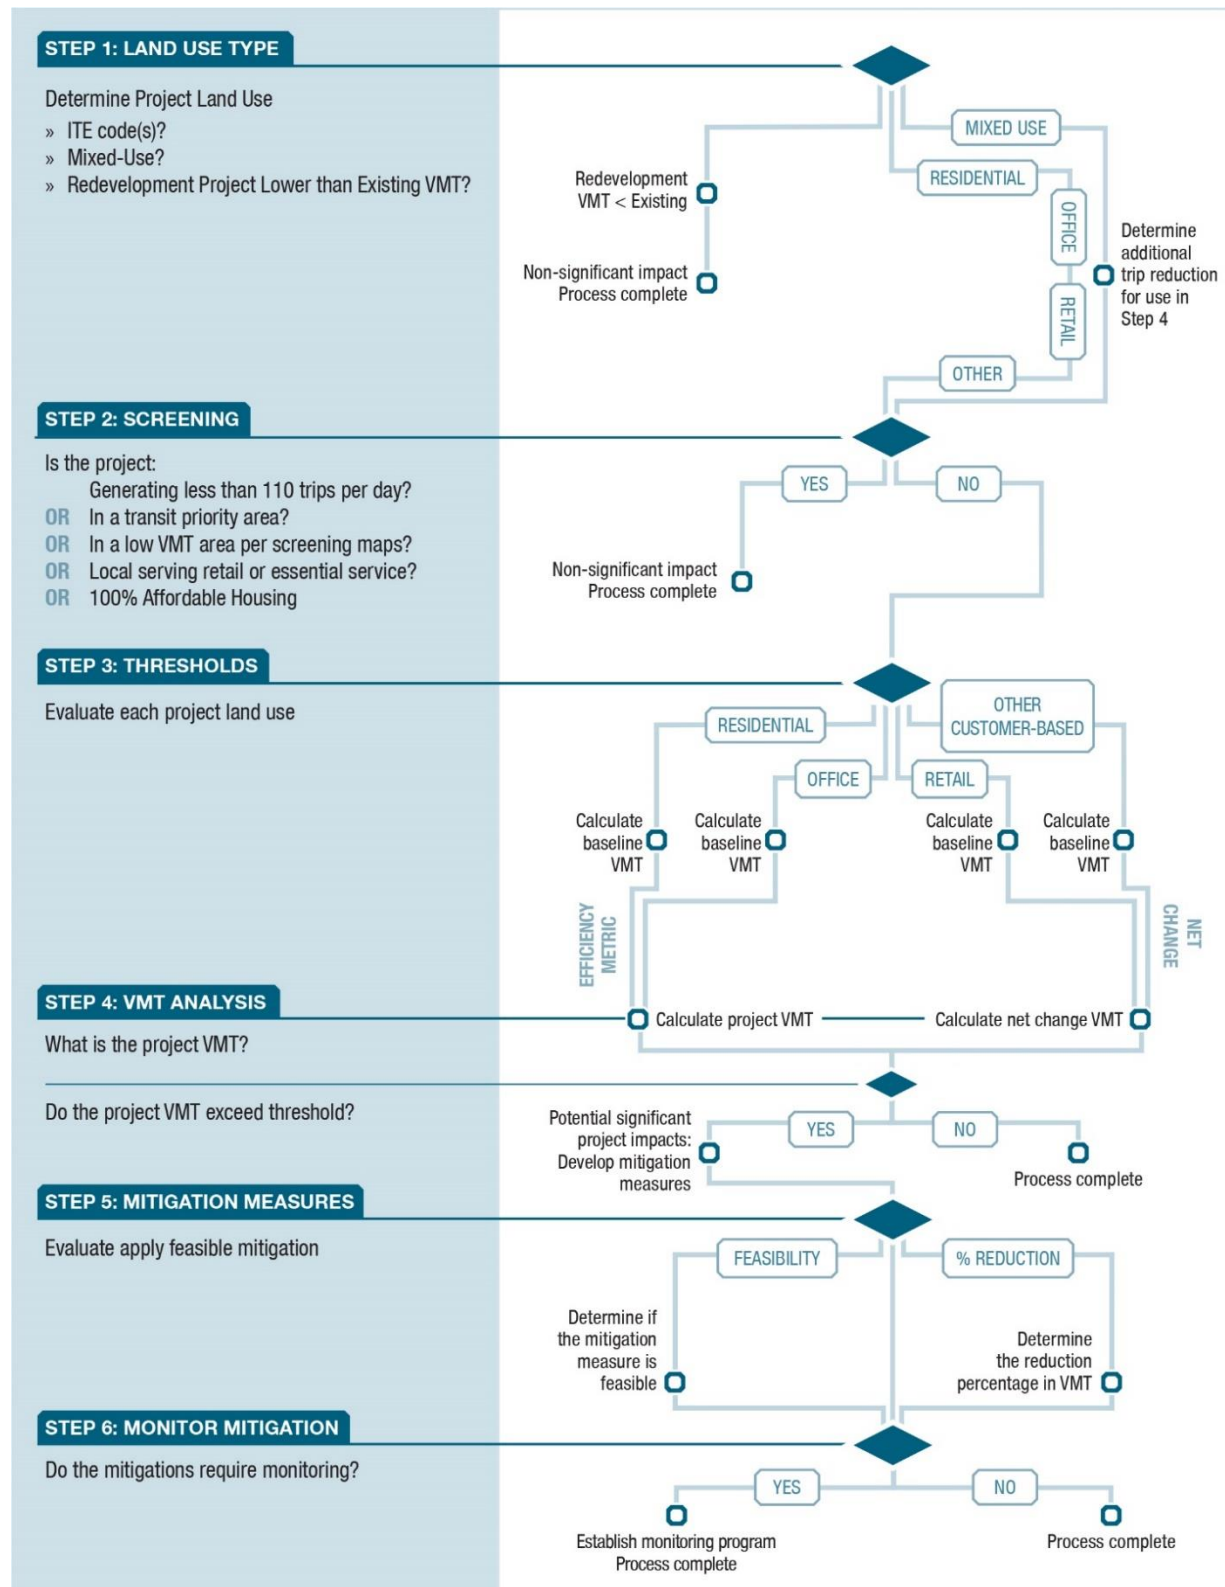 STEP 1: LAND USE TYPE
Determine Project Land Use
» ITE code(s)?
» Mixed-Use?
» Redevelopment Project Lower than Existing VMT?
MIXED USE
RESIDENTIAL
OFFICE
RETAIL
OTHER
Redevelopment
VMT < Existing
Non-significant impact
Process complete
Determine
additional
trip reduction
for use in
Step 4
STEP 2: SCREENING
Is the project:
Generating less than 110 trips per day?
OR In a transit priority area?
OR In a low VMT area per screening maps?
OR Local serving retail or essential service?
OR 100% Affordable Housing
YES
NO
Non-significant impact
Process complete
STEP 3: THRESHOLDS
Evaluate each project land use
RESIDENTIAL
OFFICE
RETAIL
OTHER
CUSTOMER-BASED
Calculate
baseline
VMT
Calculate
baseline
VMT
Calculate
baseline
VMT
Calculate
baseline
VMT
EFFICIENCY
METRIC
NET
CHANGE
STEP 4: VMT ANALYSIS
What is the project VMT?
Calculate project VMT
Calculate net change VMT
Do the project VMT exceed threshold?
YES
NO
Potential significant
project impacts:
Develop mitigation
measures
Process complete
STEP 5: MITIGATION MEASURES
Evaluate apply feasible mitigation
FEASIBILITY
% REDUCTION
Determine if
the mitigation
measure is
feasible
Determine
the reduction
percentage in VMT
STEP 6: MONITOR MITIGATION
Do the mitigations require monitoring?
YES
NO
Establish monitoring program
Process complete
Process complete